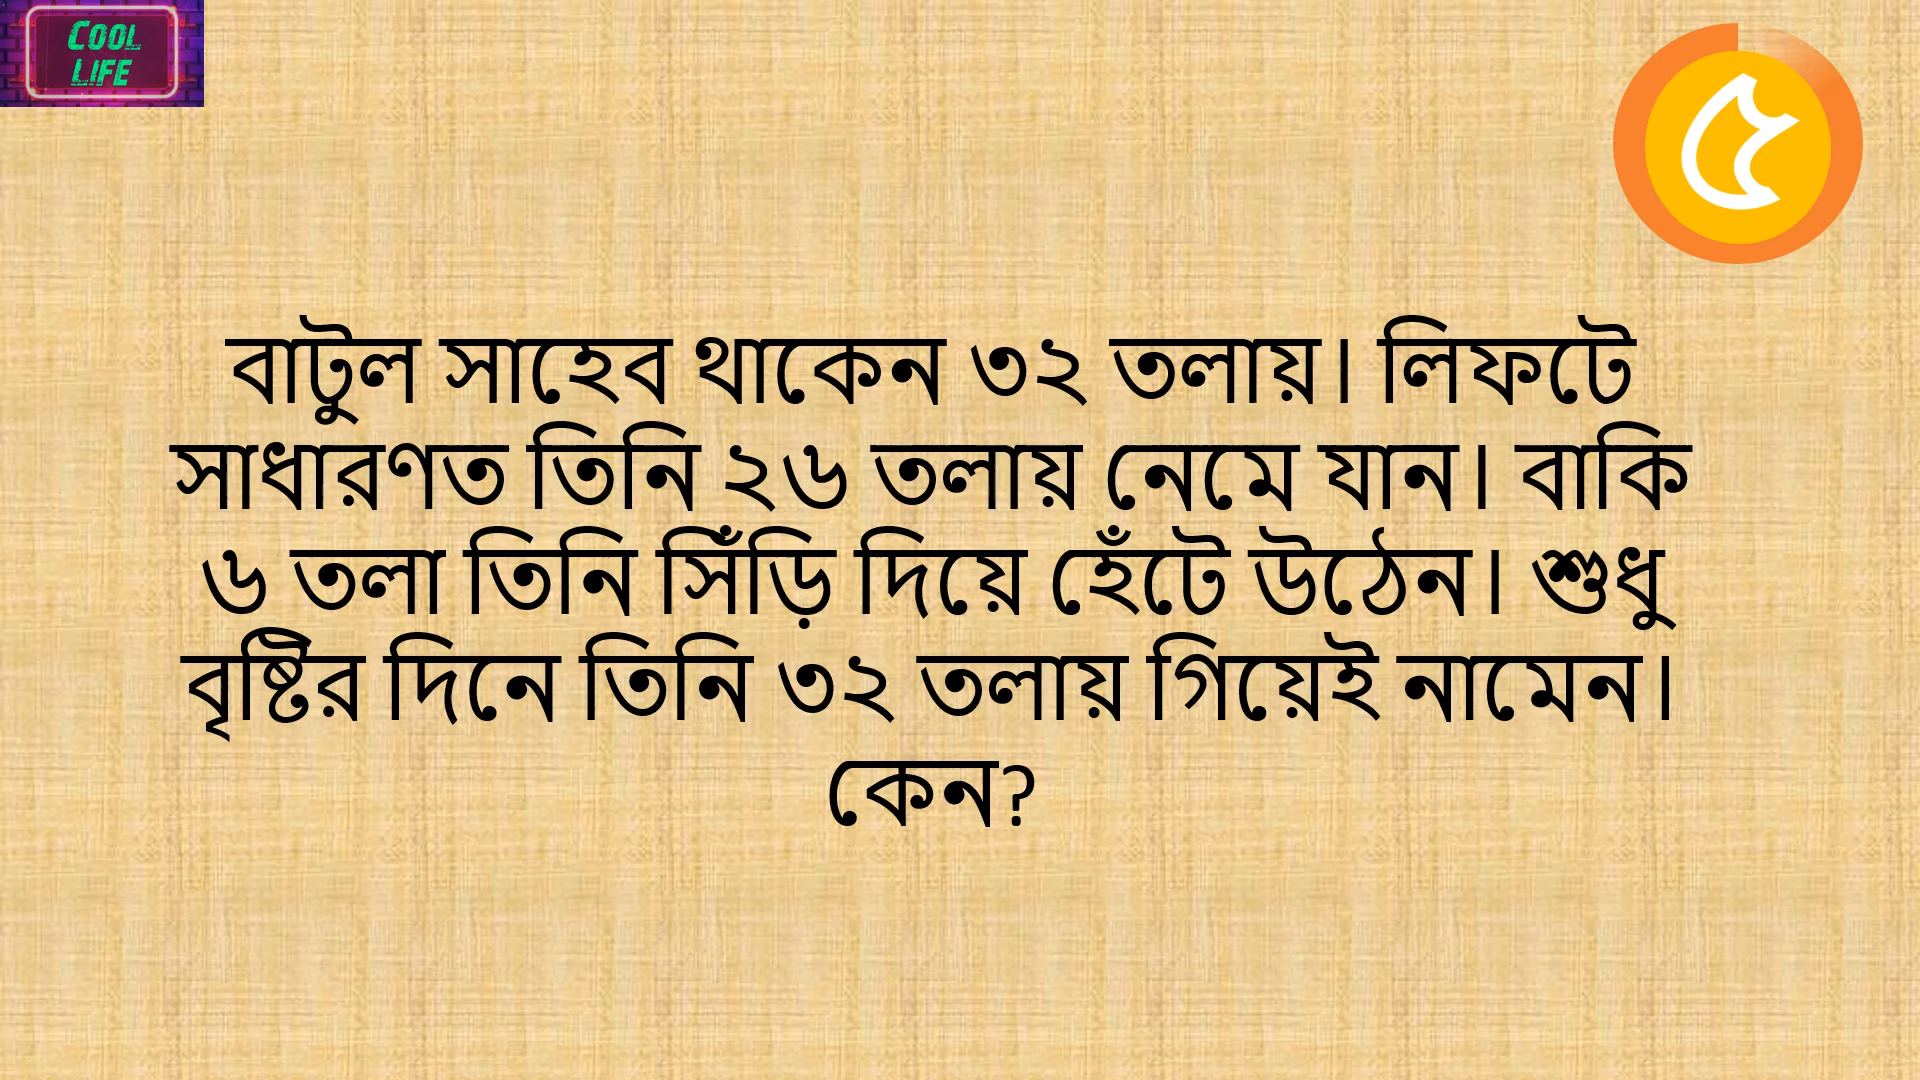 COOL
LIFE
৫
বাটুল সাহেব থাকেন ৩২ তলায়। লিফটে
সাধারণত তিনি ২৬ তলায় নেমে যান। বাকি
৬ তলা তিনি সিঁড়ি দিয়ে হেঁটে উঠেন। শুধু
বৃষ্টির দিনে তিনি ৩২ তলায় গিয়েই নামেন।
কেন?